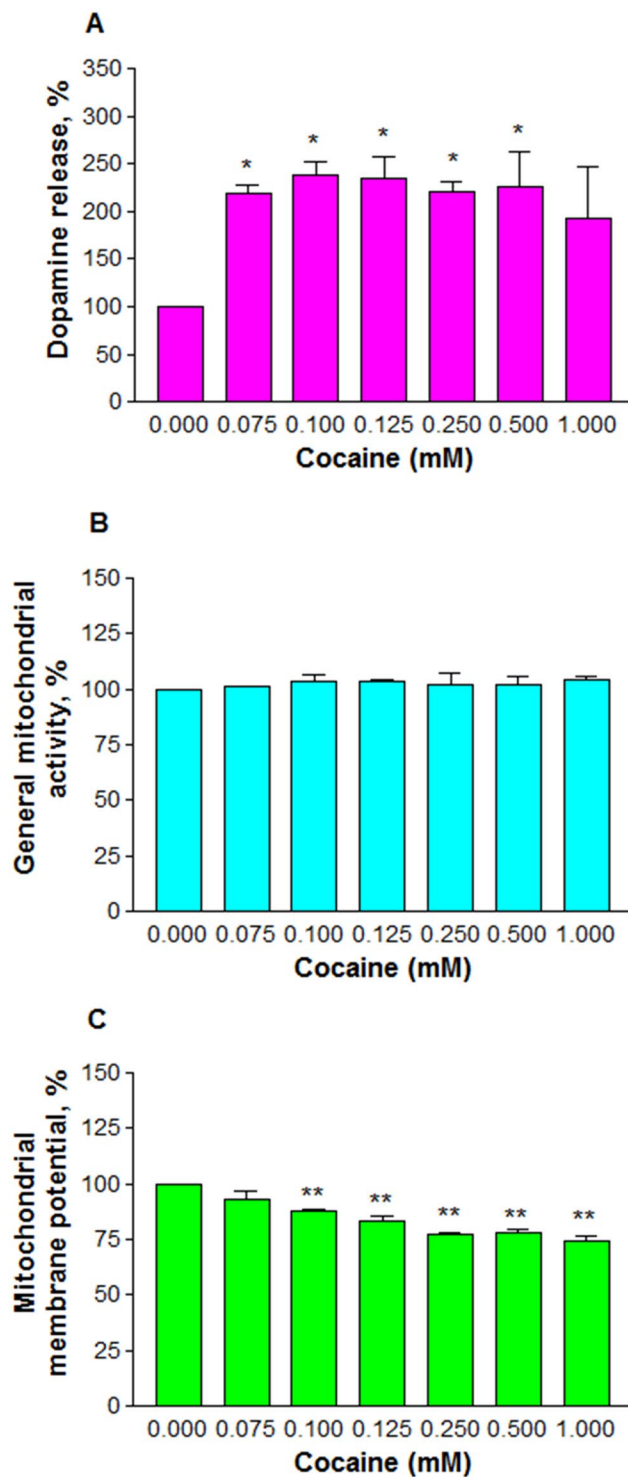 A
Dopamine release, %
350
300
250
200
150
100
50
0
* * * * *
0.000 0.075 0.100 0.125 0.250 0.500 1.000
Cocaine (mM)
B
General mitochondrial
activity, %
150
125
100
75
50
25
0
0.000 0.075 0.100 0.125 0.250 0.500 1.000
Cocaine (mM)
C
Mitochondrial
membrane potential, %
150
125
100
75
50
25
0
** ** ** ** **
0.000 0.075 0.100 0.125 0.250 0.500 1.000
Cocaine (mM)